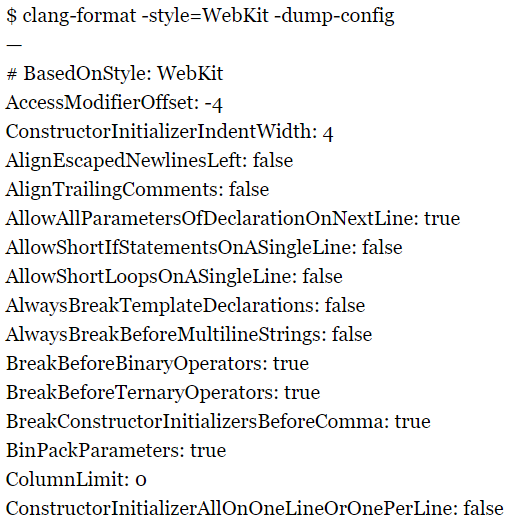 $ clang-format -style=WebKit -dump-config
—
# BasedOnStyle: WebKit
AccessModifierOffset: -4
ConstructorInitializerIndentWidth: 4
AlignEscapedNewlinesLeft: false
AlignTrailingComments: false
AllowAllParametersOfDeclarationOnNextLine: true
AllowShortIfStatementsOnASingleLine: false
AllowShortLoopsOnASingleLine: false
AlwaysBreakTemplateDeclarations: false
AlwaysBreakBeforeMultilineStrings: false
BreakBeforeBinaryOperators: true
BreakBeforeTernaryOperators: true
BreakConstructorInitializersBeforeComma: true
BinPackParameters: true
ColumnLimit: 0
ConstructorInitializerAllOnOneLineOrOnePerLine: false